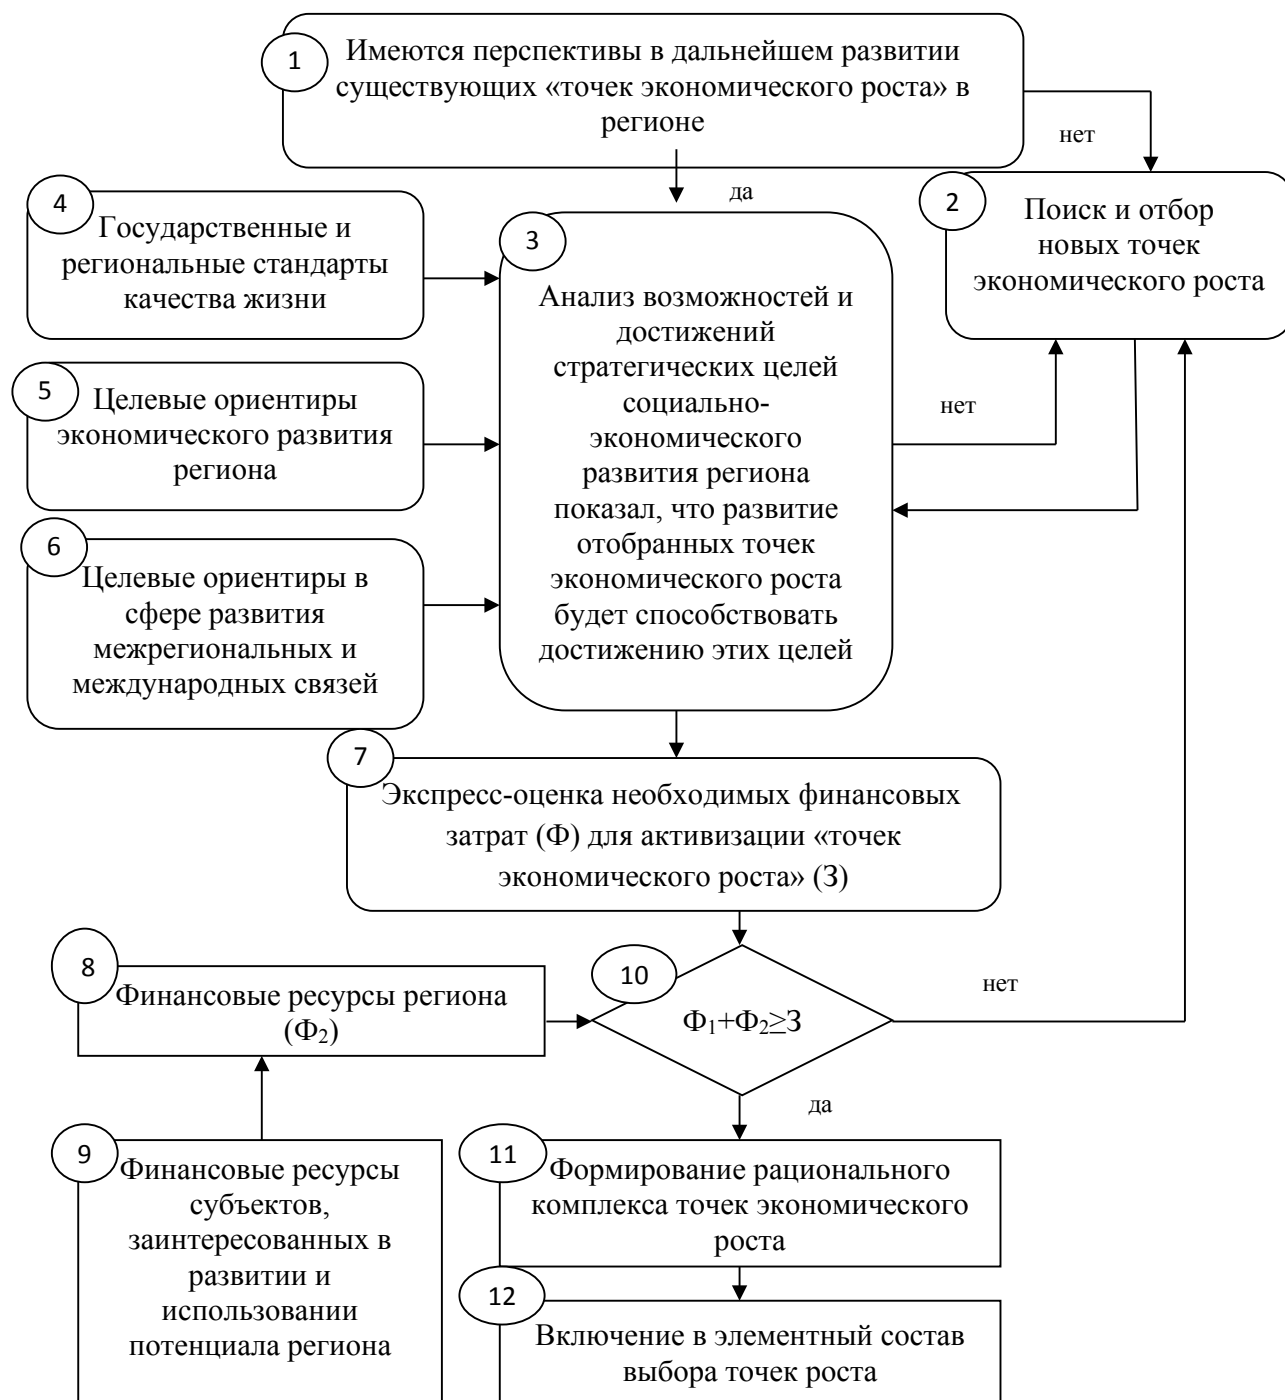 1
Имеются перспективы в дальнейшем развитии
существующих «точек экономического роста» в
регионе
нет
да
2
Поиск и отбор
новых точек
экономического роста
4
Государственные и
региональные стандарты
качества жизни
3
Анализ возможностей и
достижений
стратегических целей
социально-
экономического
развития региона
показал, что развитие
отобранных точек
экономического роста
будет способствовать
достижению этих целей
нет
5
Целевые ориентиры
экономического развития
региона
6
Целевые ориентиры в
сфере развития
межрегиональных и
международных связей
7
Экспресс-оценка необходимых финансовых
затрат (Ф) для активизации «точек
экономического роста» (З)
8
Финансовые ресурсы региона
(Ф₂)
10
Ф₁+Ф₂≥З
нет
да
9
Финансовые ресурсы
субъектов,
заинтересованных в
развитии и
использовании
потенциала региона
11
Формирование рационального
комплекса точек экономического
роста
12
Включение в элементный состав
выбора точек роста